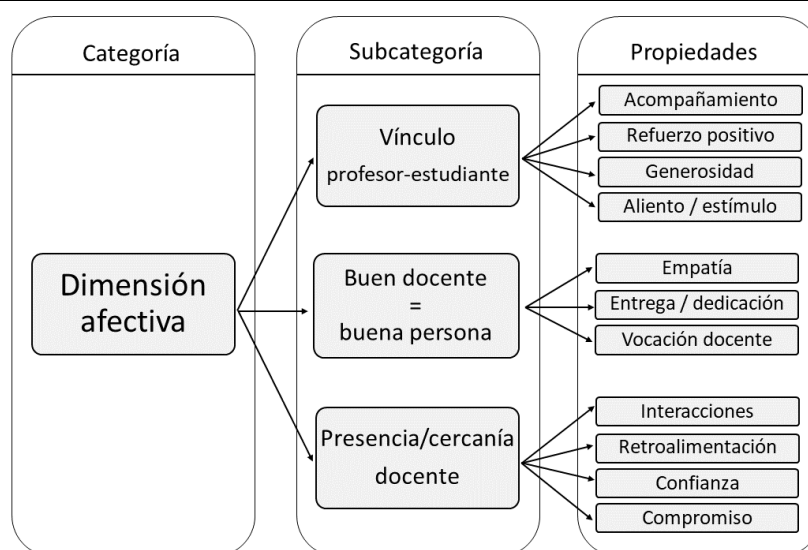 Categoría
Subcategoría
Propiedades
Dimensión
afectiva
Vínculo
profesor-estudiante
Buen docente
=
buena persona
Presencia/cercanía
docente
Acompañamiento
Refuerzo positivo
Generosidad
Aliento / estímulo
Empatía
Entrega / dedicación
Vocación docente
Interacciones
Retroalimentación
Confianza
Compromiso